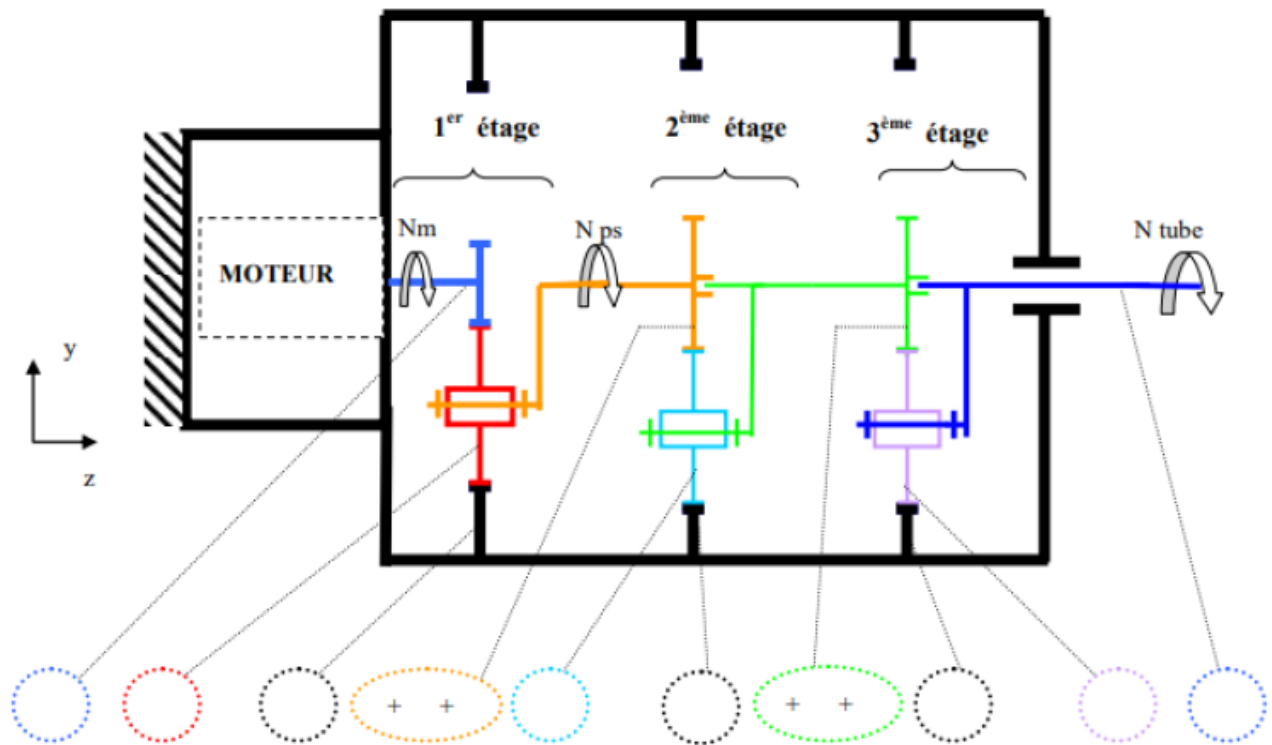 1er étage
2ème étage
3ème étage
Nm
N ps
N tube
MOTEUR
y
z
+ +
+ +